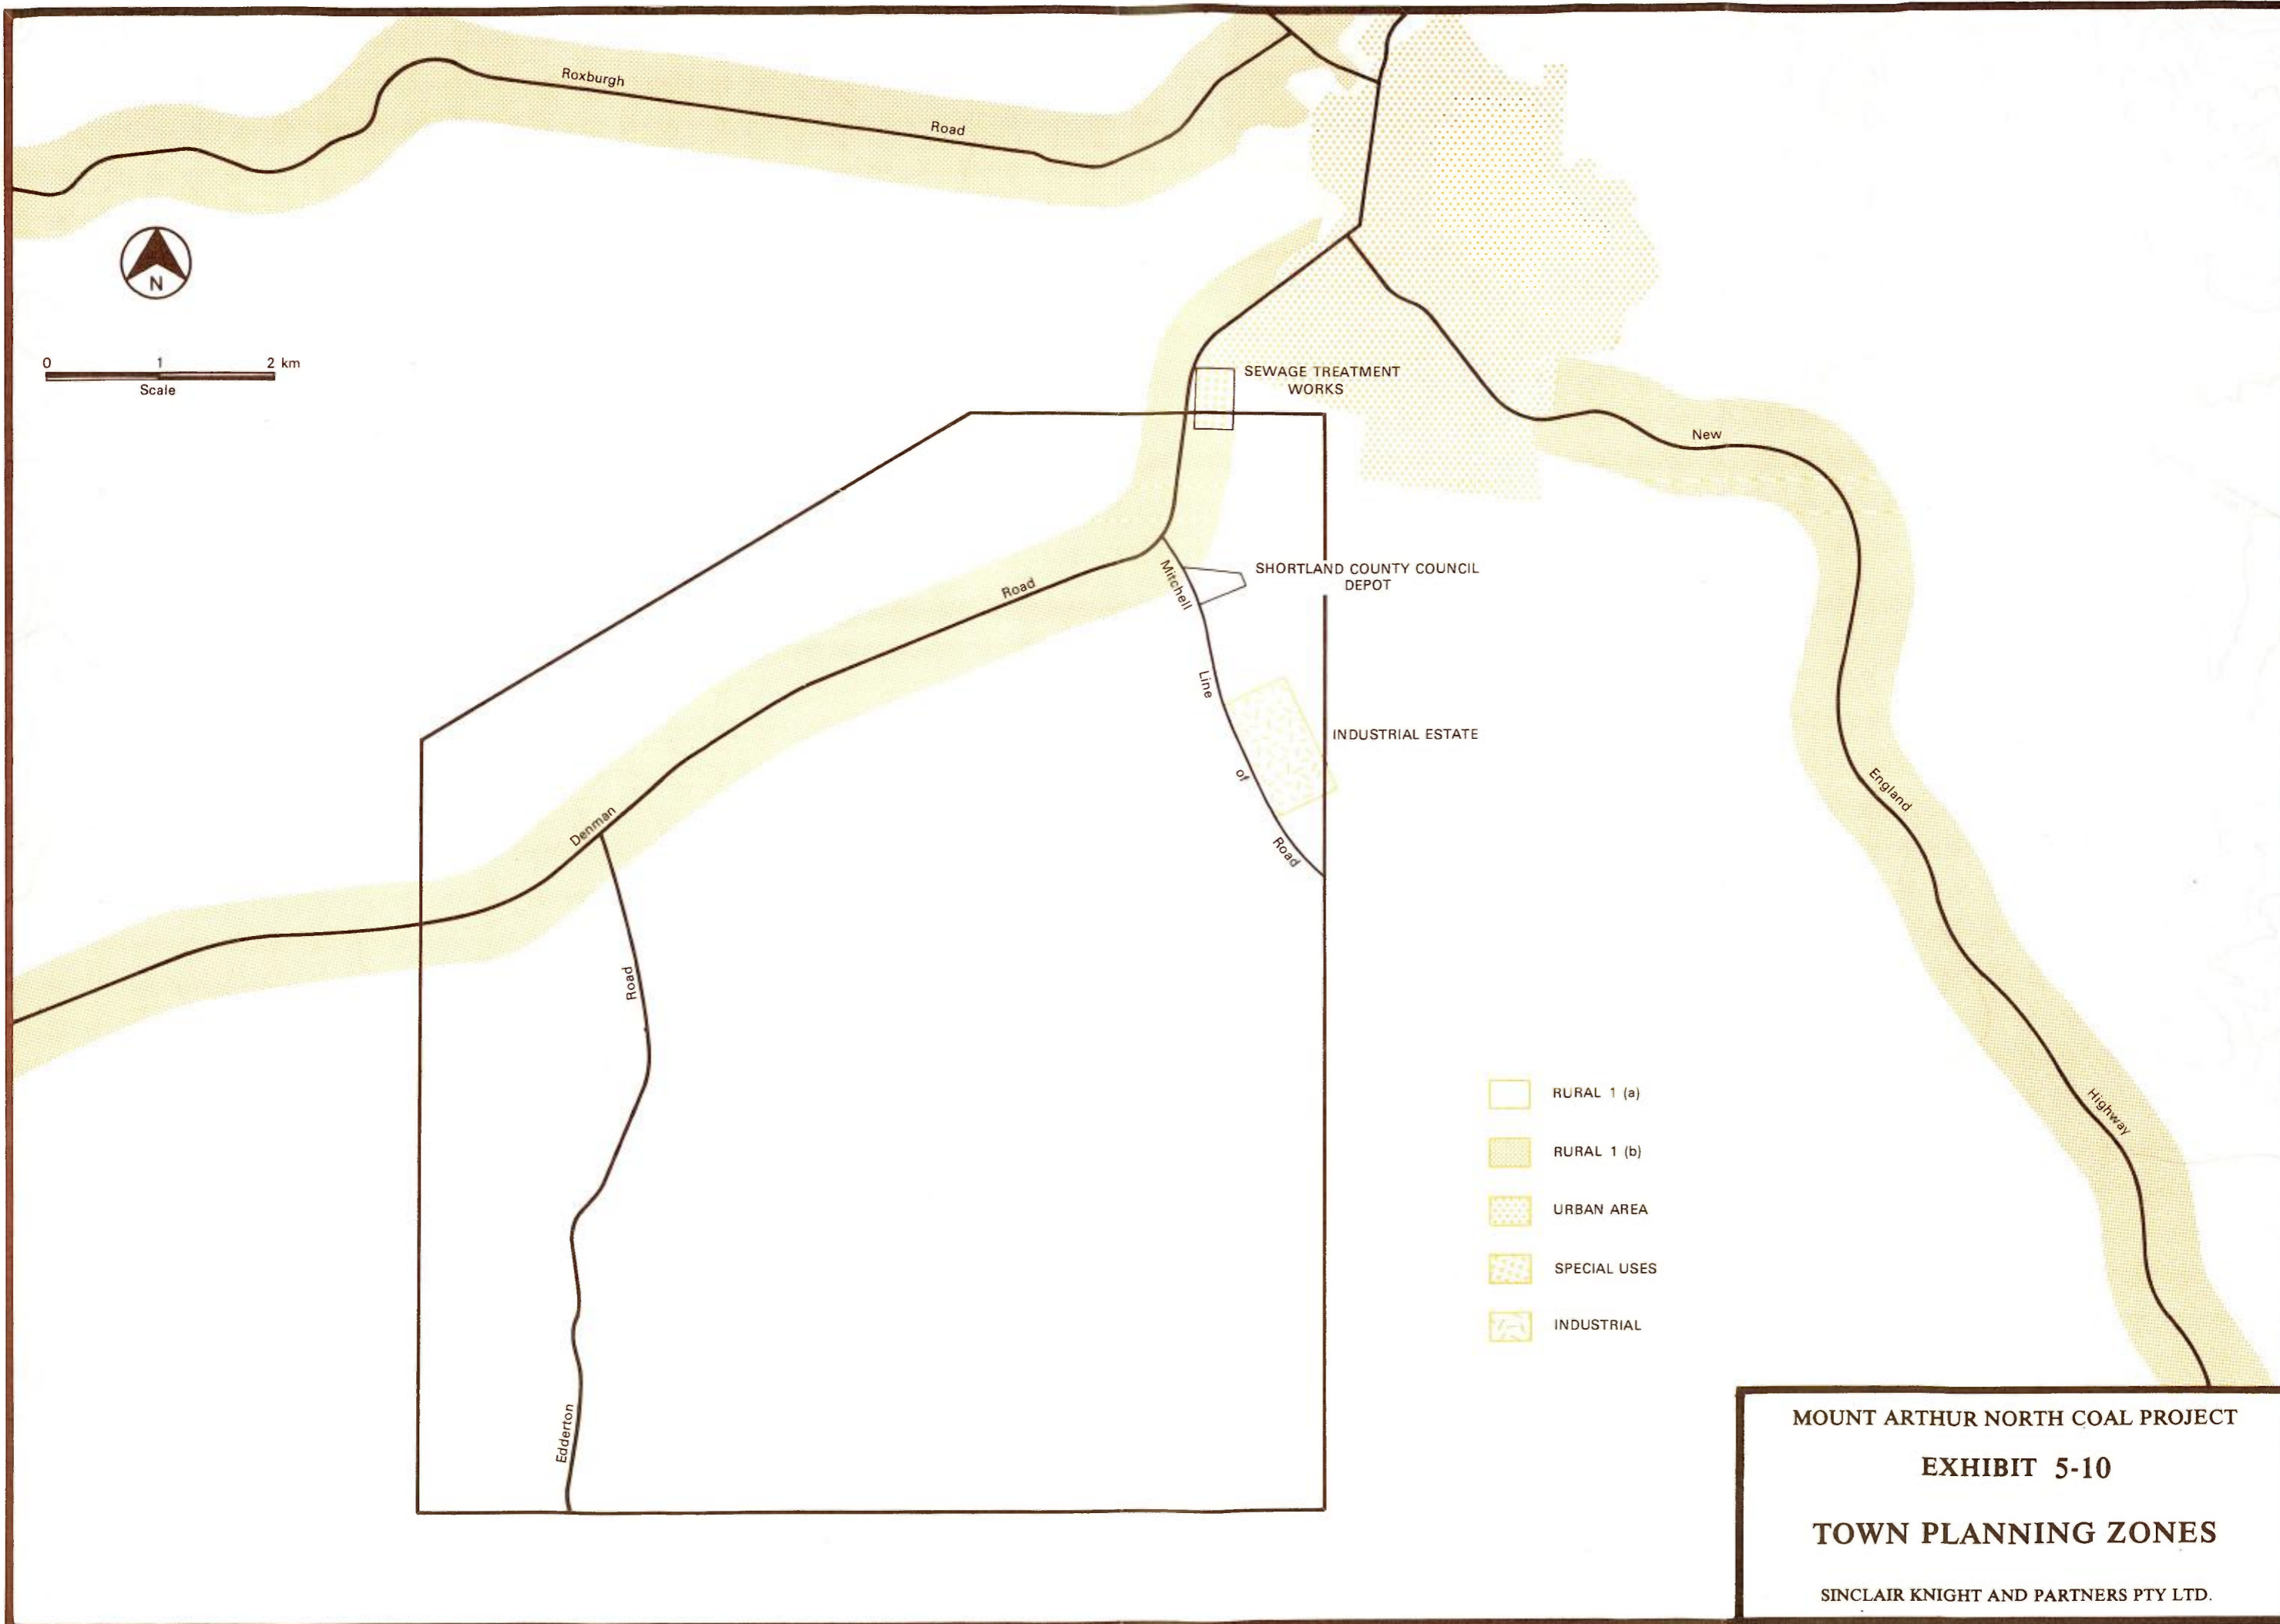 Roxburgh
Road
N
0 1 2 km
Scale
SEWAGE TREATMENT
WORKS
New
Road
Mitchell
SHORTLAND COUNTY COUNCIL
DEPOT
Line
INDUSTRIAL ESTATE
of
England
Denman
Road
Road
RURAL 1 (a)
Highway
RURAL 1 (b)
URBAN AREA
SPECIAL USES
INDUSTRIAL
Edderton
MOUNT ARTHUR NORTH COAL PROJECT
EXHIBIT 5-10
TOWN PLANNING ZONES
SINCLAIR KNIGHT AND PARTNERS PTY LTD.